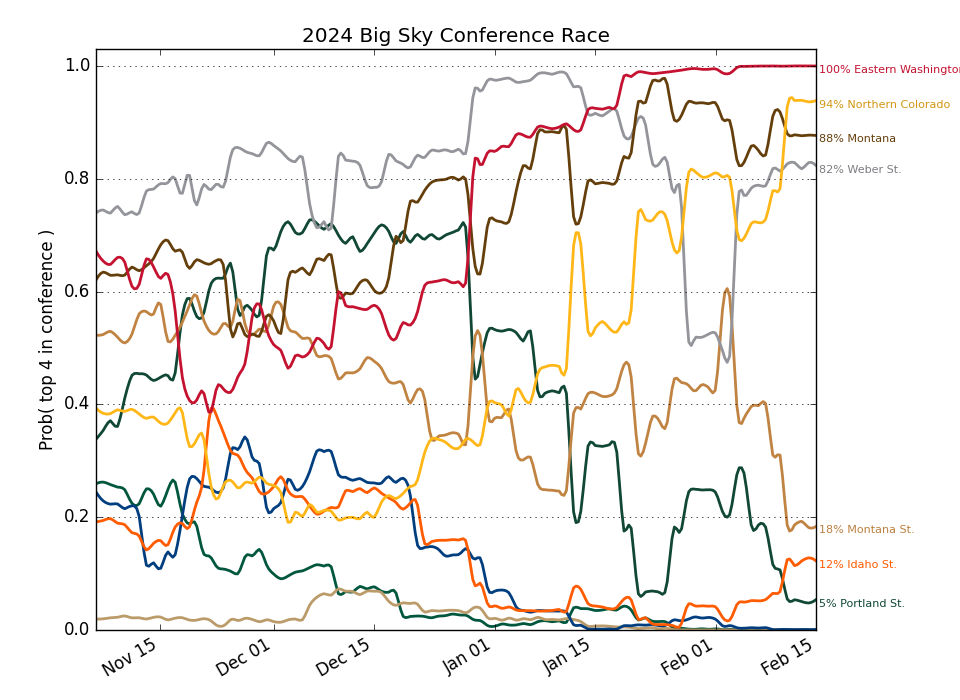 2024 Big Sky Conference Race
Prob( top 4 in conference )
1.0
0.8
0.6
0.4
0.2
0.0
Nov 15
Dec 01
Dec 15
Jan 01
Jan 15
Feb 01
Feb 15
100% Eastern Washington
94% Northern Colorado
88% Montana
82% Weber St.
18% Montana St.
12% Idaho St.
5% Portland St.